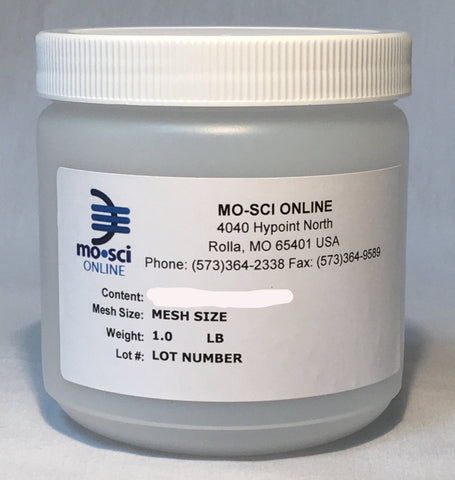 mo•sci
ONLINE
MO-SCI ONLINE
4040 Hypoint North
Rolla, MO 65401 USA
Phone: (573)364-2338 Fax: (573)364-9589
Content:
Mesh Size: MESH SIZE
Weight: 1.0 LB
Lot #: LOT NUMBER